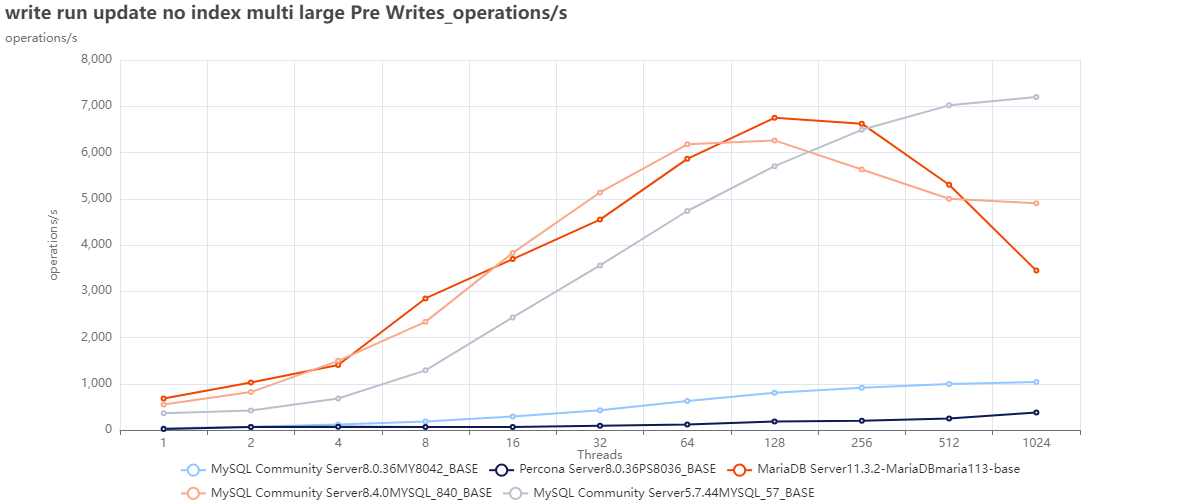 write run update no index multi large Pre Writes_operations/s
operations/s
8,000
7,000
6,000
5,000
4,000
3,000
2,000
1,000
0
operations/s
1 2 4 8 16 32 64 128 256 512 1024
Threads
MySQL Community Server8.0.36MY8042_BASE Percona Server8.0.36PS8036_BASE MariaDB Server11.3.2-MariaDBmaria113-base
MySQL Community Server8.4.0MYSQL_840_BASE MySQL Community Server5.7.44MYSQL_57_BASE